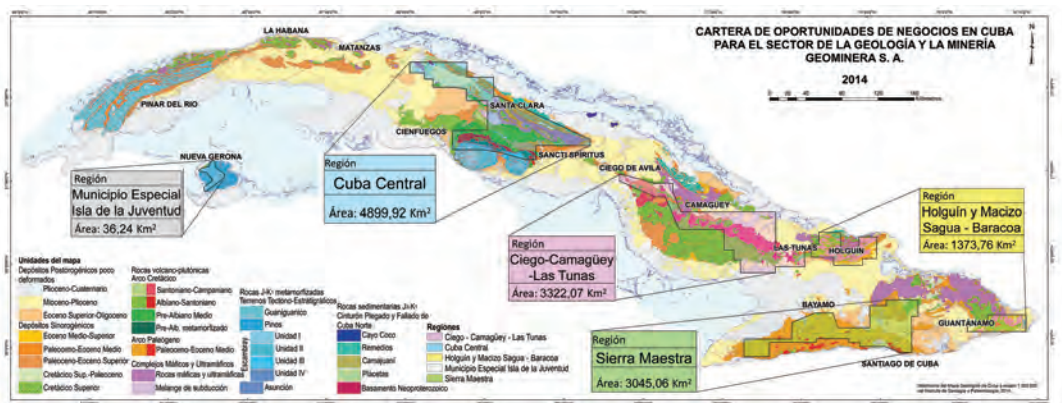 CARTERA DE OPORTUNIDADES DE NEGOCIOS EN CUBA
PARA EL SECTOR DE LA GEOLOGÍA Y LA MINERÍA
GEOMINERA S. A.
2014
N
LA HABANA
MATANZAS
PINAR DEL RIO
SANTA CLARA
CIENFUEGOS
SANCTI SPIRITUS
NUEVA GERONA
CIEGO DE AVILA
CAMAGUEY
LAS-TUNAS
HOLGUIN
BAYAMO
GUANTÁNAMO
SANTIAGO DE CUBA
Región
Municipio Especial
Isla de la Juventud
Área: 36,24 Km²
Región
Cuba Central
Área: 4899,92 Km²
Región
Ciego-Camagüey
-Las Tunas
Área: 3322,07 Km²
Región
Holguín y Macizo
Sagua - Baracoa
Área: 1373,76 Km²
Región
Sierra Maestra
Área: 3045,06 Km²
Unidades del mapa
Depósitos Postorogénicos poco
deformados
Plioceno-Cuaternario
Mioceno-Plioceno
Eoceno Superior-Oligoceno
Depósitos Sinorogénicos
Eoceno Medio-Superior
Paleoceno-Eoceno Medio
Paleoceno-Eoceno Superior
Cretácico Sup.-Paleoceno
Cretácico Superior
Rocas volcano-plutónicas
Arco Cretácico
Santoniano-Campaniano
Albiano-Santoniano
Pre-Albiano Medio
Pre-Alb. metamorfizado
Arco Paleógeno
Paleoceno-Eoceno Medio
Complejos Máficos y Ultramáficos
Rocas máficas y ultramáficas
Melange de subducción
Rocas J-K¹ metamorfizadas
Terrenos Tectono-Estratigráficos
Guaniguanico
Pinos
Escambray
Unidad I
Unidad II
Unidad III
Unidad IV
Asunción
Rocas sedimentarias J-K¹
Cinturón Plegado y Fallado de
Cuba Norte
Cayo Coco
Remedios
Camajuaní
Placetas
Basamento Neoproterozoico
Regiones
Ciego - Camagüey - Las Tunas
Cuba Central
Holguín y Macizo Sagua - Baracoa
Municipio Especial Isla de la Juventud
Sierra Maestra